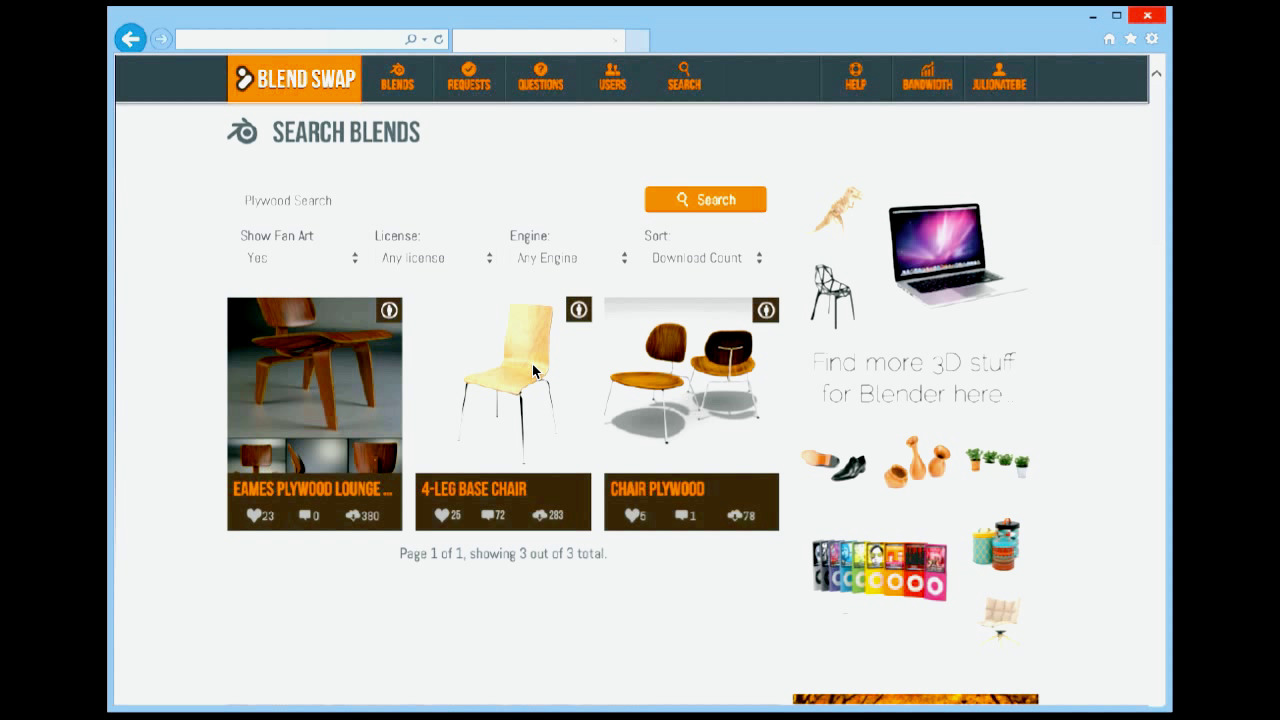 BLEND SWAP
BLENDS
REQUESTS
QUESTIONS
USERS
SEARCH
HELP
BANDWIDTH
JULIONATEBE
SEARCH BLENDS
Plywood Search
Search
Show Fan Art
License:
Engine:
Sort:
Yes
Any license
Any Engine
Download Count
Find more 3D stuff
for Blender here...
EAMES PLYWOOD LOUNGE ...
4-LEG BASE CHAIR
CHAIR PLYWOOD
23 0 380
25 72 283
5 1 78
Page 1 of 1, showing 3 out of 3 total.